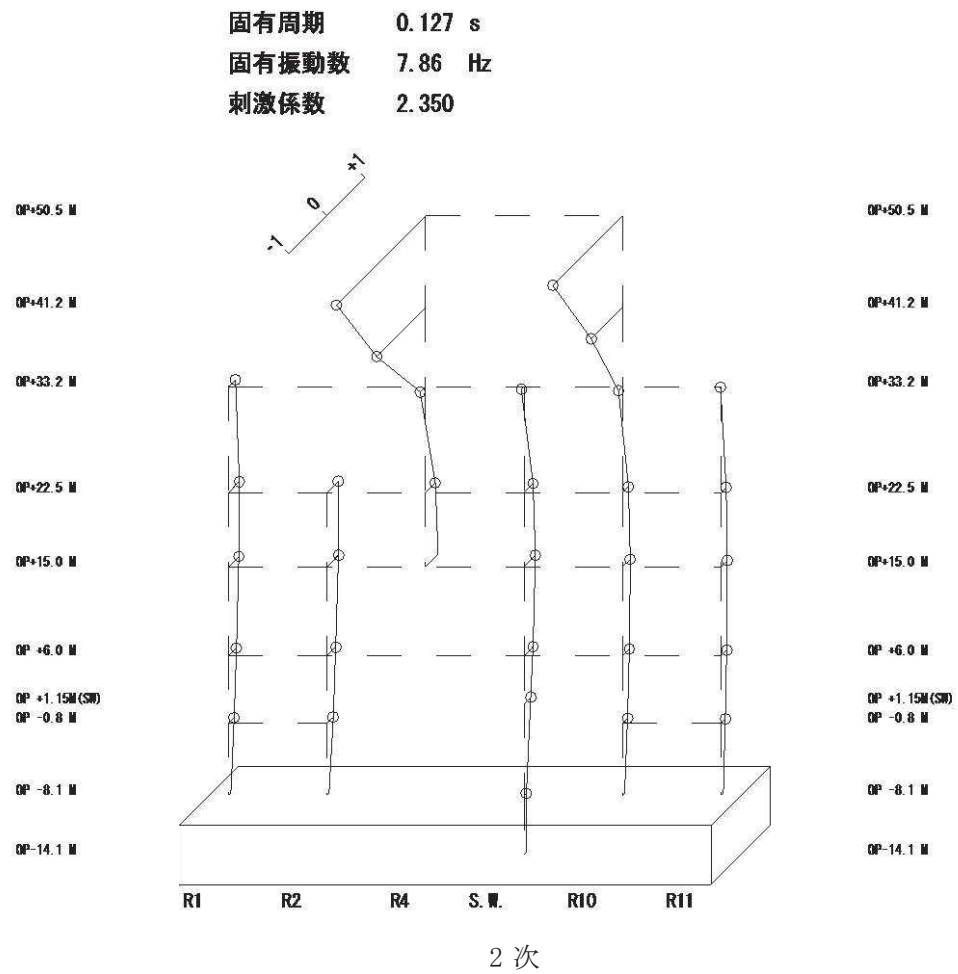 固有周期 0.127 s
固有振動数 7.86 Hz
刺激係数 2.350
+1
0
-1
OP+50.5 M OP+50.5 M
OP+41.2 M OP+41.2 M
OP+33.2 M OP+33.2 M
OP+22.5 M OP+22.5 M
OP+15.0 M OP+15.0 M
OP +6.0 M OP +6.0 M
OP +1.15M(SW) OP +1.15M(SW)
OP -0.8 M OP -0.8 M
OP -8.1 M OP -8.1 M
OP-14.1 M OP-14.1 M
R1 R2 R4 S.W. R10 R11
2次